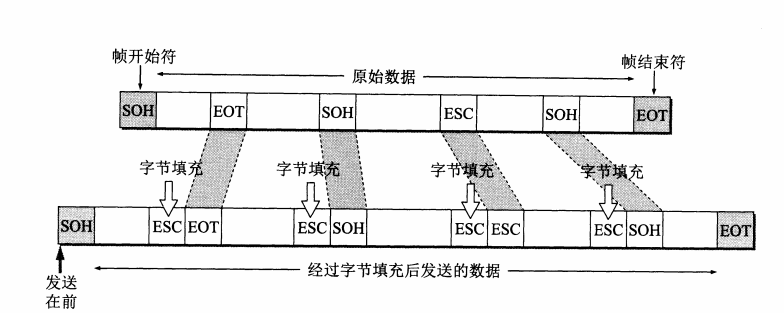 帧开始符
原始数据
帧结束符
SOH EOT SOH ESC SOH EOT
字节填充 字节填充 字节填充 字节填充
SOH ESC EOT ESC SOH ESC ESC ESC SOH EOT
经过字节填充后发送的数据
发送
在前